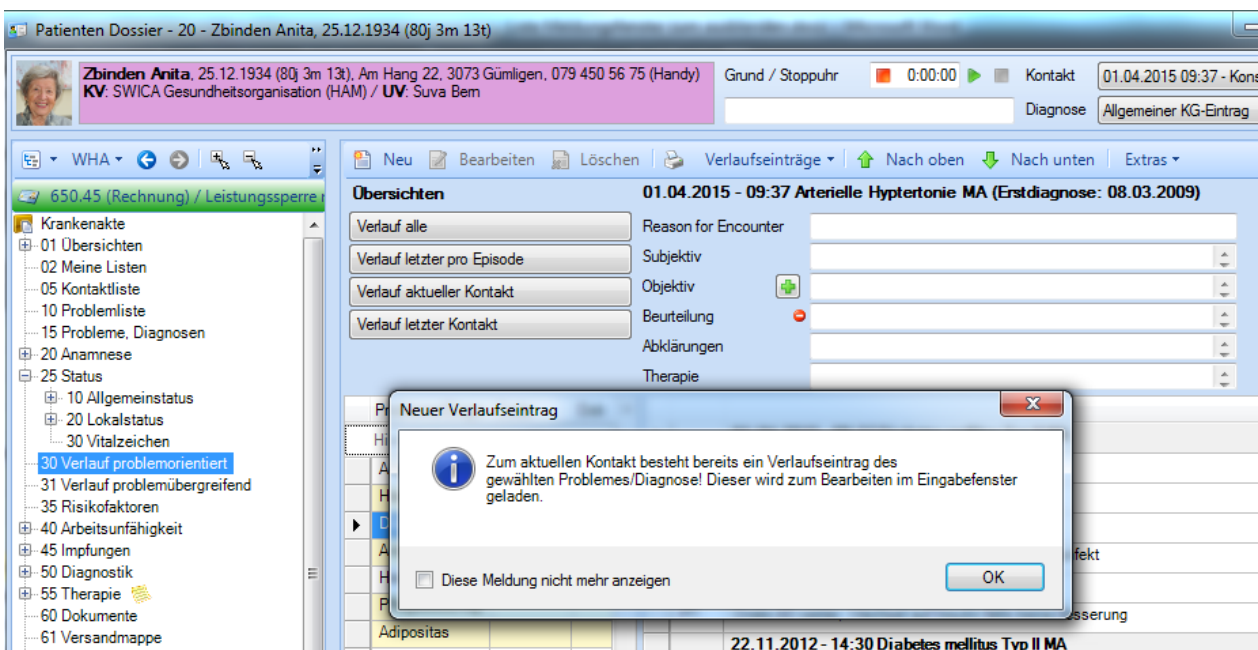 Patienten Dossier - 20 - Zbinden Anita, 25.12.1934 (80j 3m 13t)
Zbinden Anita, 25.12.1934 (80j 3m 13t), Am Hang 22, 3073 Gümligen, 079 450 56 75 (Handy)
KV: SWICA Gesundheitsorganisation (HAM) / UV: Suva Bern
Grund / Stoppuhr 0:00:00 Kontakt 01.04.2015 09:37 - Kons
Diagnose Allgemeiner KG-Eintrag
WHA
Neu Bearbeiten Löschen Verlaufseinträge Nach oben Nach unten Extras
650.45 (Rechnung) / Leistungssperre
Krankenakte
01 Übersichten
02 Meine Listen
05 Kontaktliste
10 Problemliste
15 Probleme, Diagnosen
20 Anamnese
25 Status
10 Allgemeinstatus
20 Lokalstatus
30 Vitalzeichen
30 Verlauf problemorientiert
31 Verlauf problemübergreifend
35 Risikofaktoren
40 Arbeitsunfähigkeit
45 Impfungen
50 Diagnostik
55 Therapie
60 Dokumente
61 Versandmappe
Übersichten
Verlauf alle
Verlauf letzter pro Episode
Verlauf aktueller Kontakt
Verlauf letzter Kontakt
01.04.2015 - 09:37 Arterielle Hyptertonie MA (Erstdiagnose: 08.03.2009)
Reason for Encounter
Subjektiv
Objektiv
Beurteilung
Abklärungen
Therapie
Neuer Verlaufseintrag
Zum aktuellen Kontakt besteht bereits ein Verlaufseintrag des
gewählten Problemes/Diagnose! Dieser wird zum Bearbeiten im Eingabefenster
geladen.
Diese Meldung nicht mehr anzeigen
OK
Adipositas
22.11.2012 - 14:30 Diabetes mellitus Typ II MA